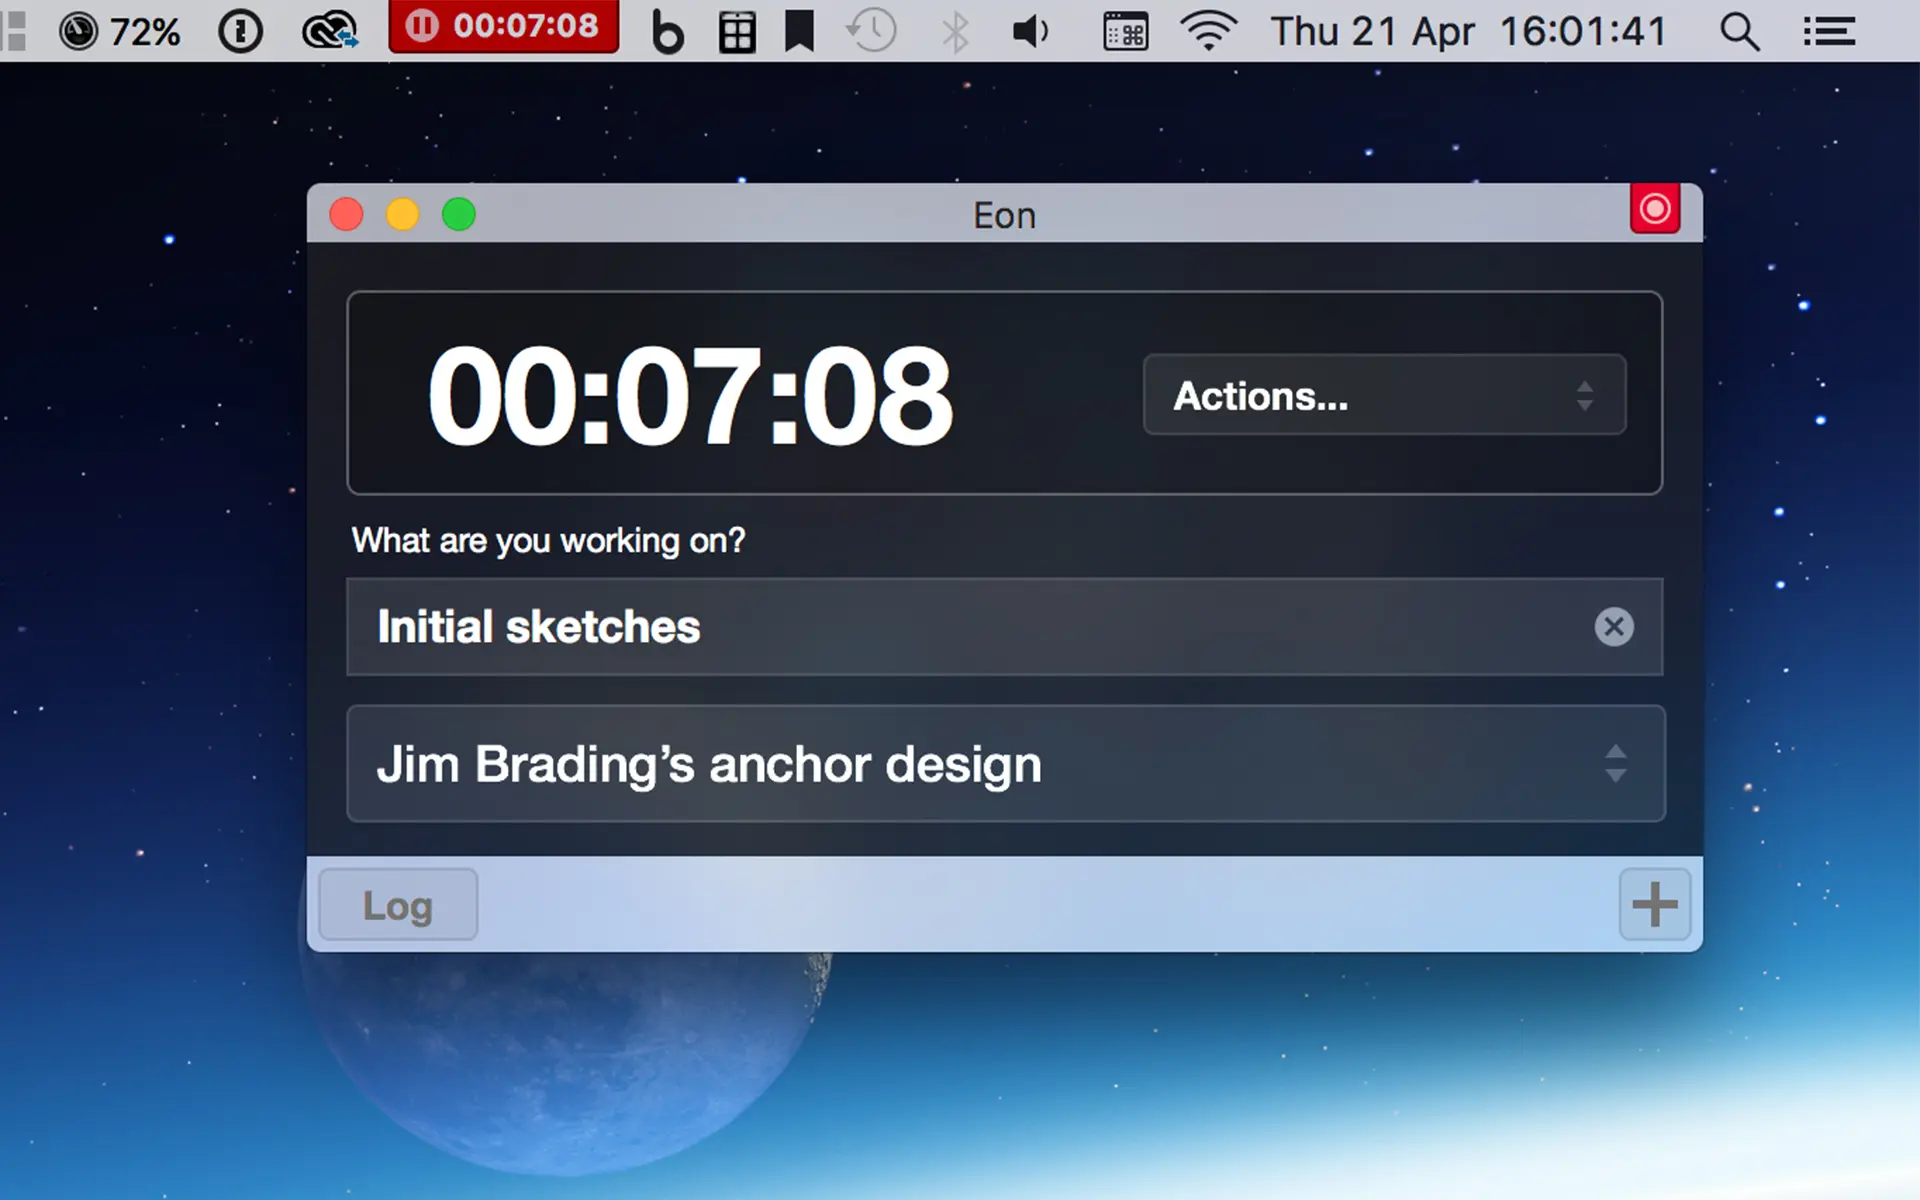 72% 00:07:08 b Thu 21 Apr 16:01:41
Eon
00:07:08 Actions...
What are you working on?
Initial sketches
Jim Brading’s anchor design
Log